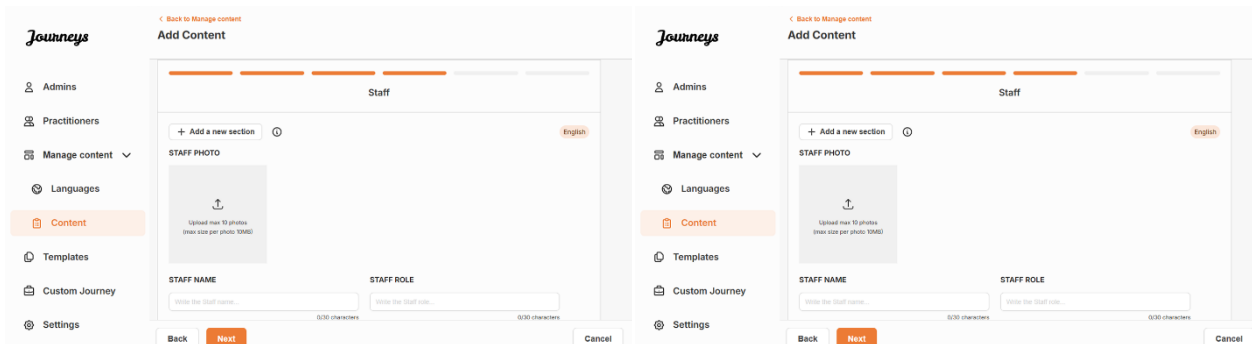 Journeys
Admins
Practitioners
Manage content
Languages
Content
Templates
Custom Journey
Settings
< Back to Manage content
Add Content
Staff
+ Add a new section
English
STAFF PHOTO
Upload max 10 photos
(max size per photo 10MB)
STAFF NAME
STAFF ROLE
Write the Staff name...
Write the Staff role...
0/30 characters
0/30 characters
Back
Next
Cancel
Journeys
Admins
Practitioners
Manage content
Languages
Content
Templates
Custom Journey
Settings
< Back to Manage content
Add Content
Staff
+ Add a new section
English
STAFF PHOTO
Upload max 10 photos
(max size per photo 10MB)
STAFF NAME
STAFF ROLE
Write the Staff name...
Write the Staff role...
0/30 characters
0/30 characters
Back
Next
Cancel